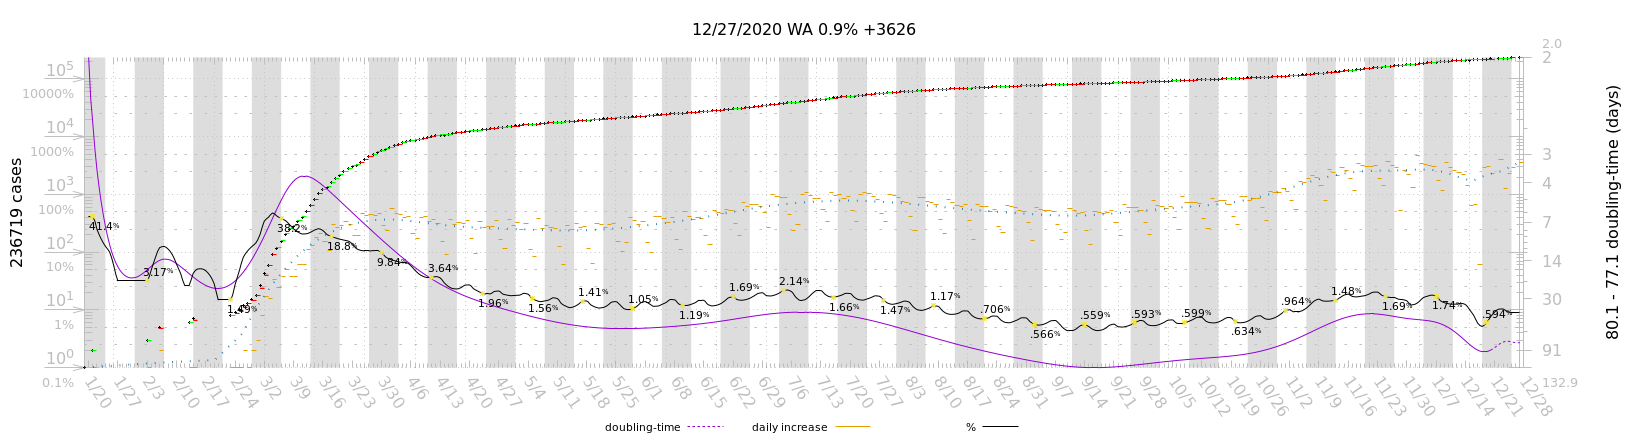 12/27/2020 WA 0.9% +3626
2.0
10^5 2
10000%
10^4
1000% 3
10^3 4
100%
7
41.4% 38.2%
10^2 18.8%
10% 3.17% 9.84% 3.64% 14
2.14%
1.69% 1.48%
1.41% 1.17%
10^1 1.49% 1.96% 1.05% .964% 30
1.56% 1.19% 1.66% 1.47% .706% .559% .593% .599% 1.69% 1.74% .594%
1% .566% .634%
10^0 91
0.1% 132.9
236719 cases
80.1 - 77.1 doubling-time (days)
1/20 1/27 2/3 2/10 2/17 2/24 3/2 3/9 3/16 3/23 3/30 4/6 4/13 4/20 4/27 5/4 5/11 5/18 5/25 6/1 6/8 6/15 6/22 6/29 7/6 7/13 7/20 7/27 8/3 8/10 8/17 8/24 8/31 9/7 9/14 9/21 9/28 10/5 10/12 10/19 10/26 11/2 11/9 11/16 11/23 11/30 12/7 12/14 12/21 12/28
doubling-time daily increase %